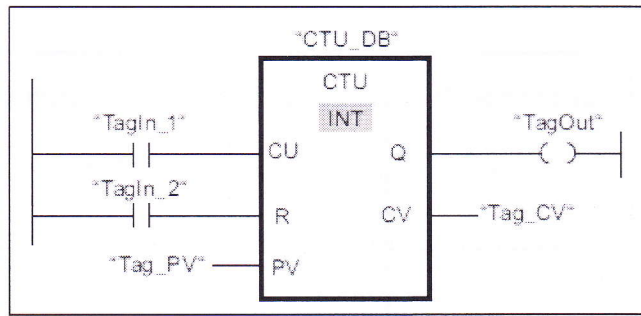 "CTU_DB"
CTU
INT
"TagIn_1"
CU
Q
"TagOut"
"TagIn_2"
R
CV
"Tag_CV"
"Tag_PV"
PV